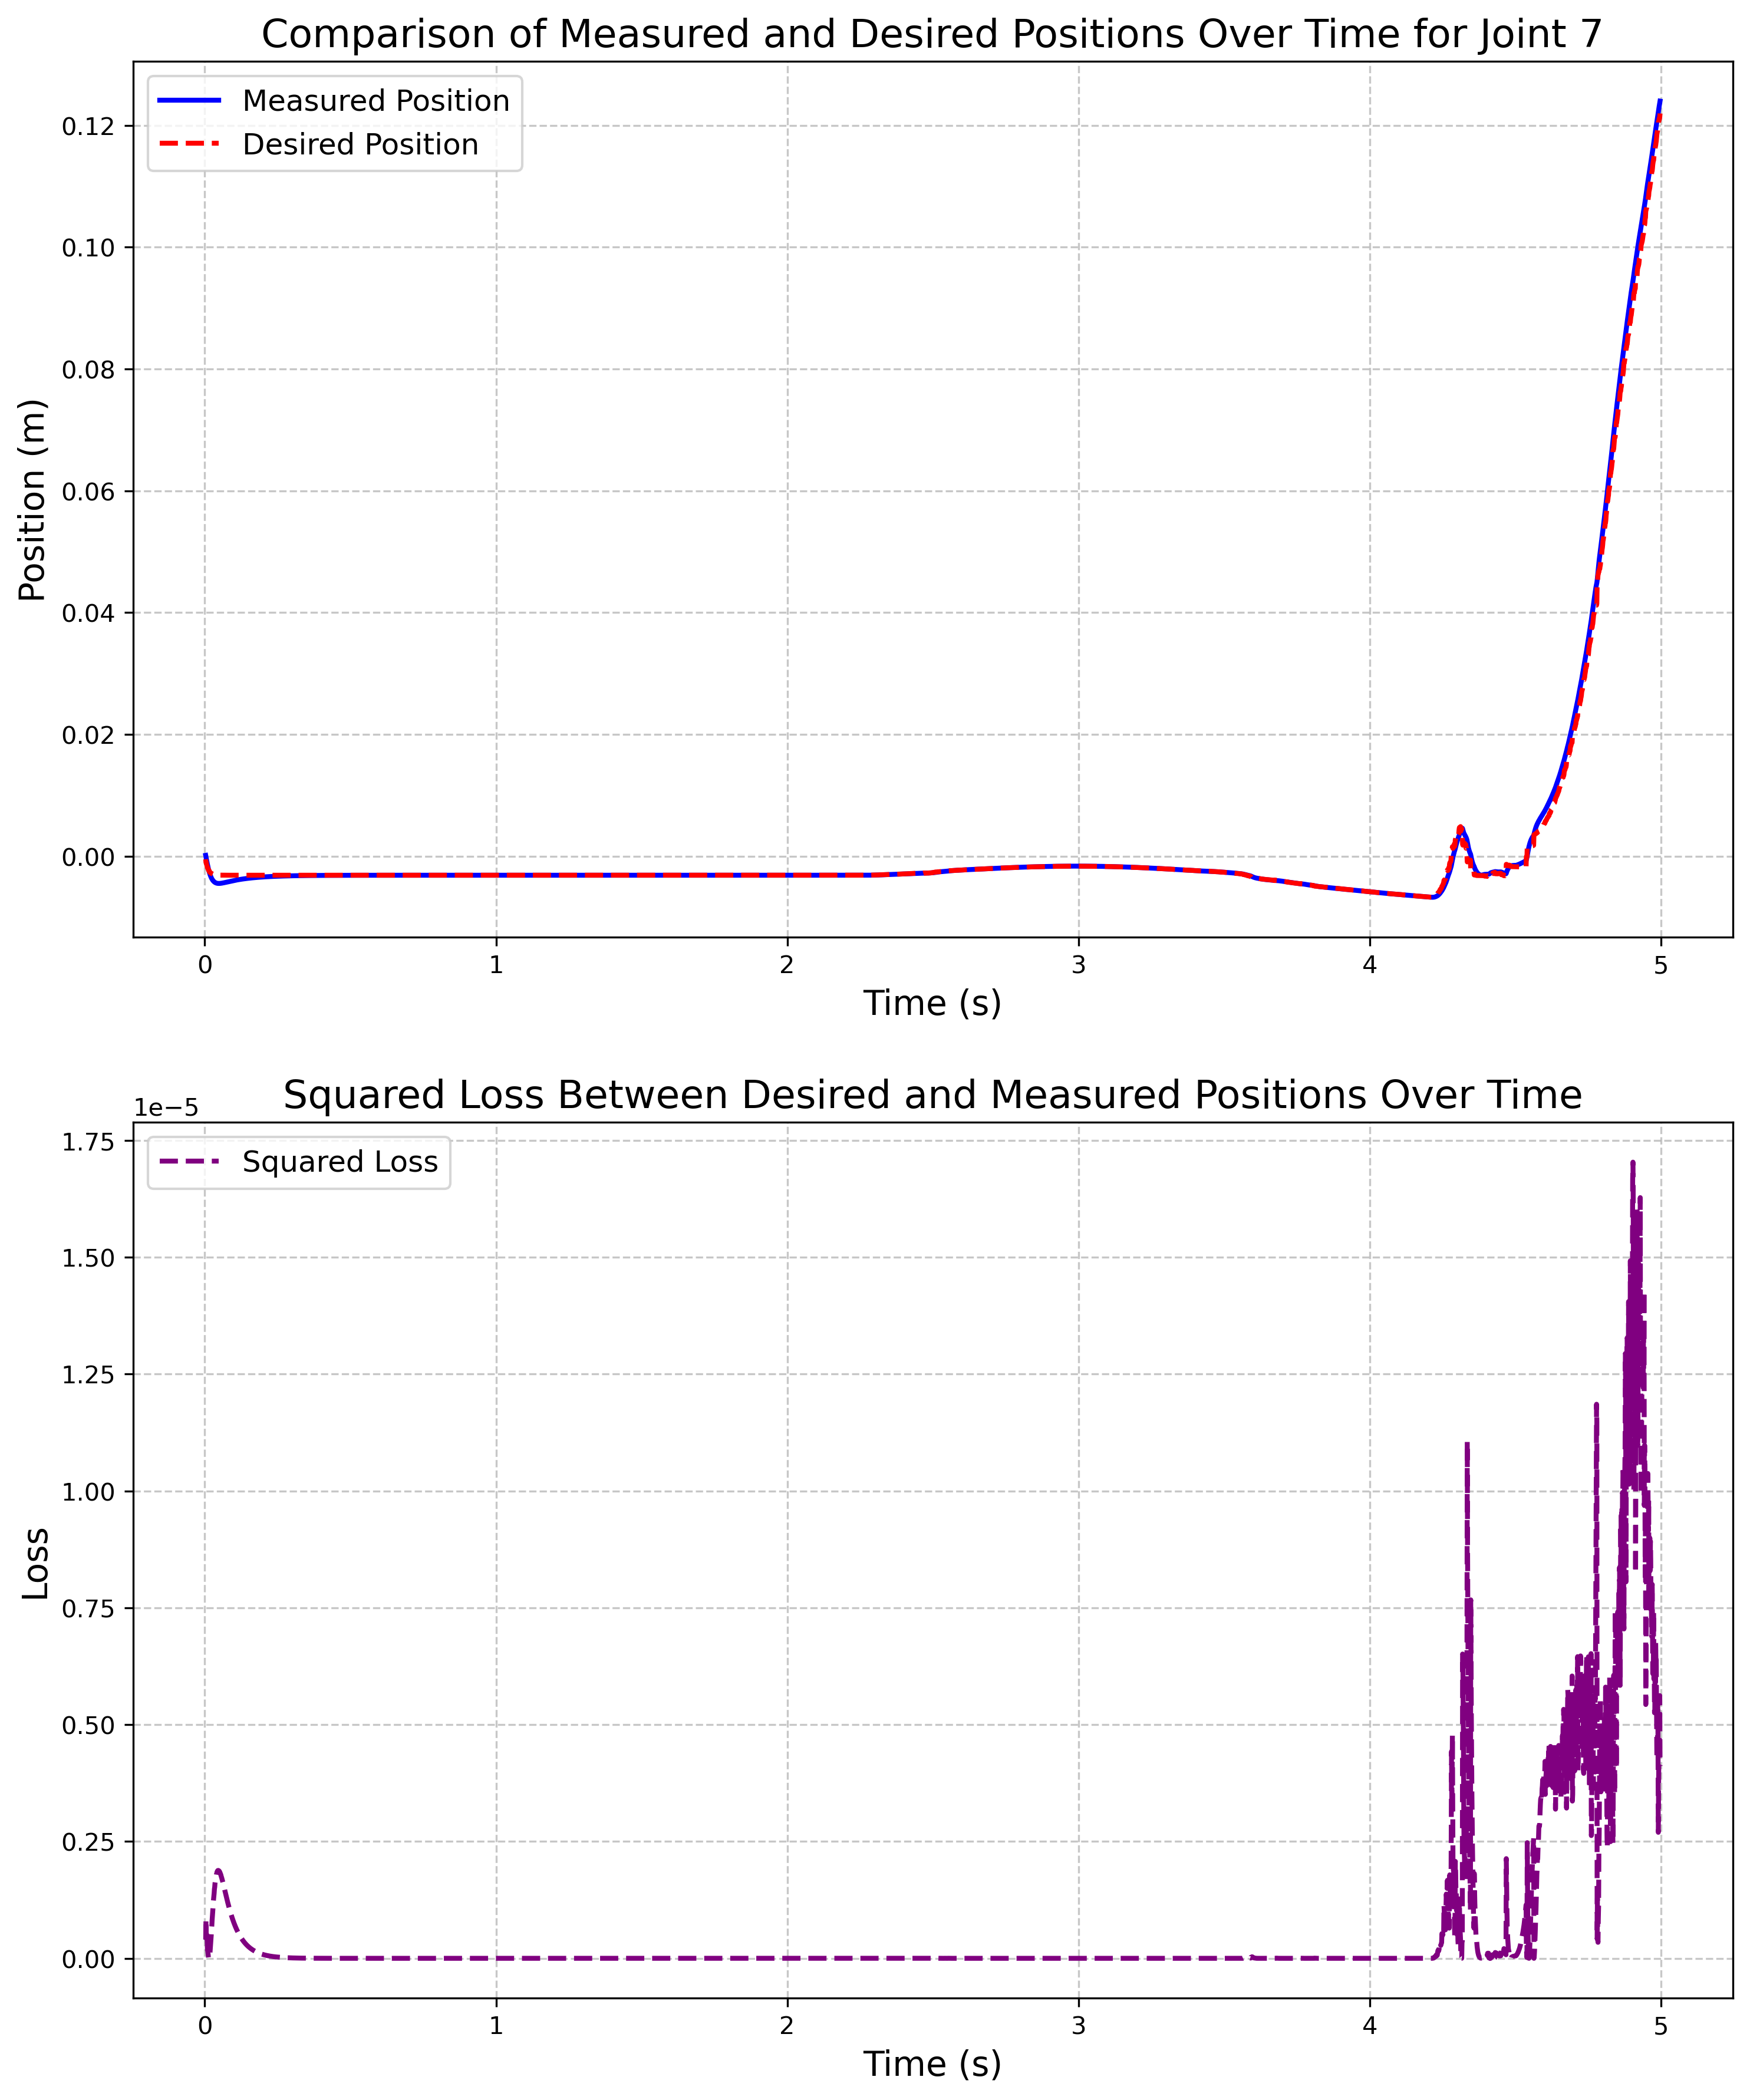 Comparison of Measured and Desired Positions Over Time for Joint 7
Measured Position
Desired Position
0.12
0.10
0.08
0.06
0.04
0.02
0.00
Position (m)
0 1 2 3 4 5
Time (s)
Squared Loss Between Desired and Measured Positions Over Time
1e−5
Squared Loss
1.75
1.50
1.25
1.00
0.75
0.50
0.25
0.00
Loss
0 1 2 3 4 5
Time (s)